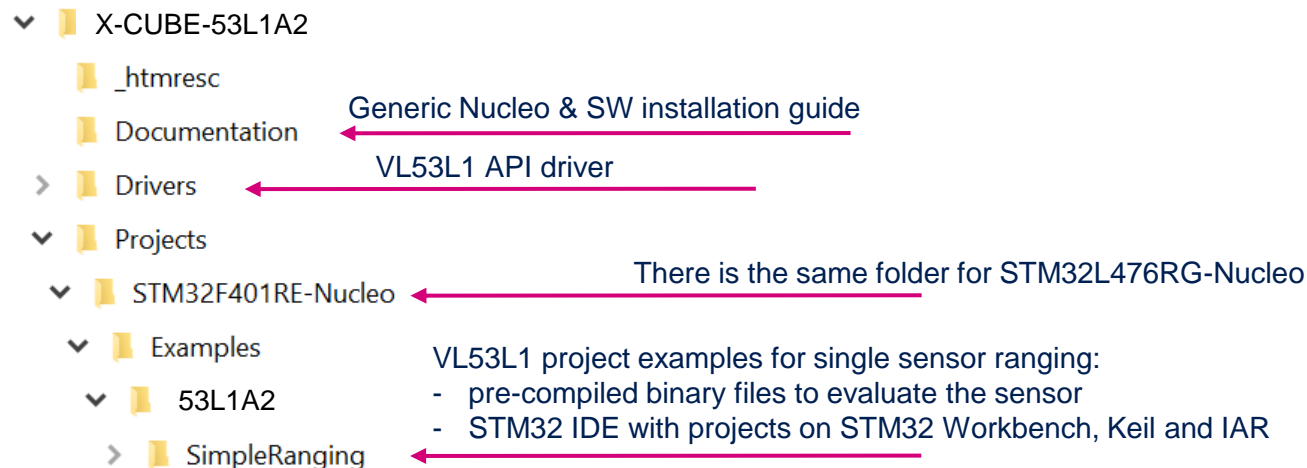 X-CUBE-53L1A2
_htmresc
Generic Nucleo & SW installation guide
Documentation
VL53L1 API driver
Drivers
Projects
There is the same folder for STM32L476RG-Nucleo
STM32F401RE-Nucleo
Examples
VL53L1 project examples for single sensor ranging:
- pre-compiled binary files to evaluate the sensor
53L1A2
- STM32 IDE with projects on STM32 Workbench, Keil and IAR
SimpleRanging